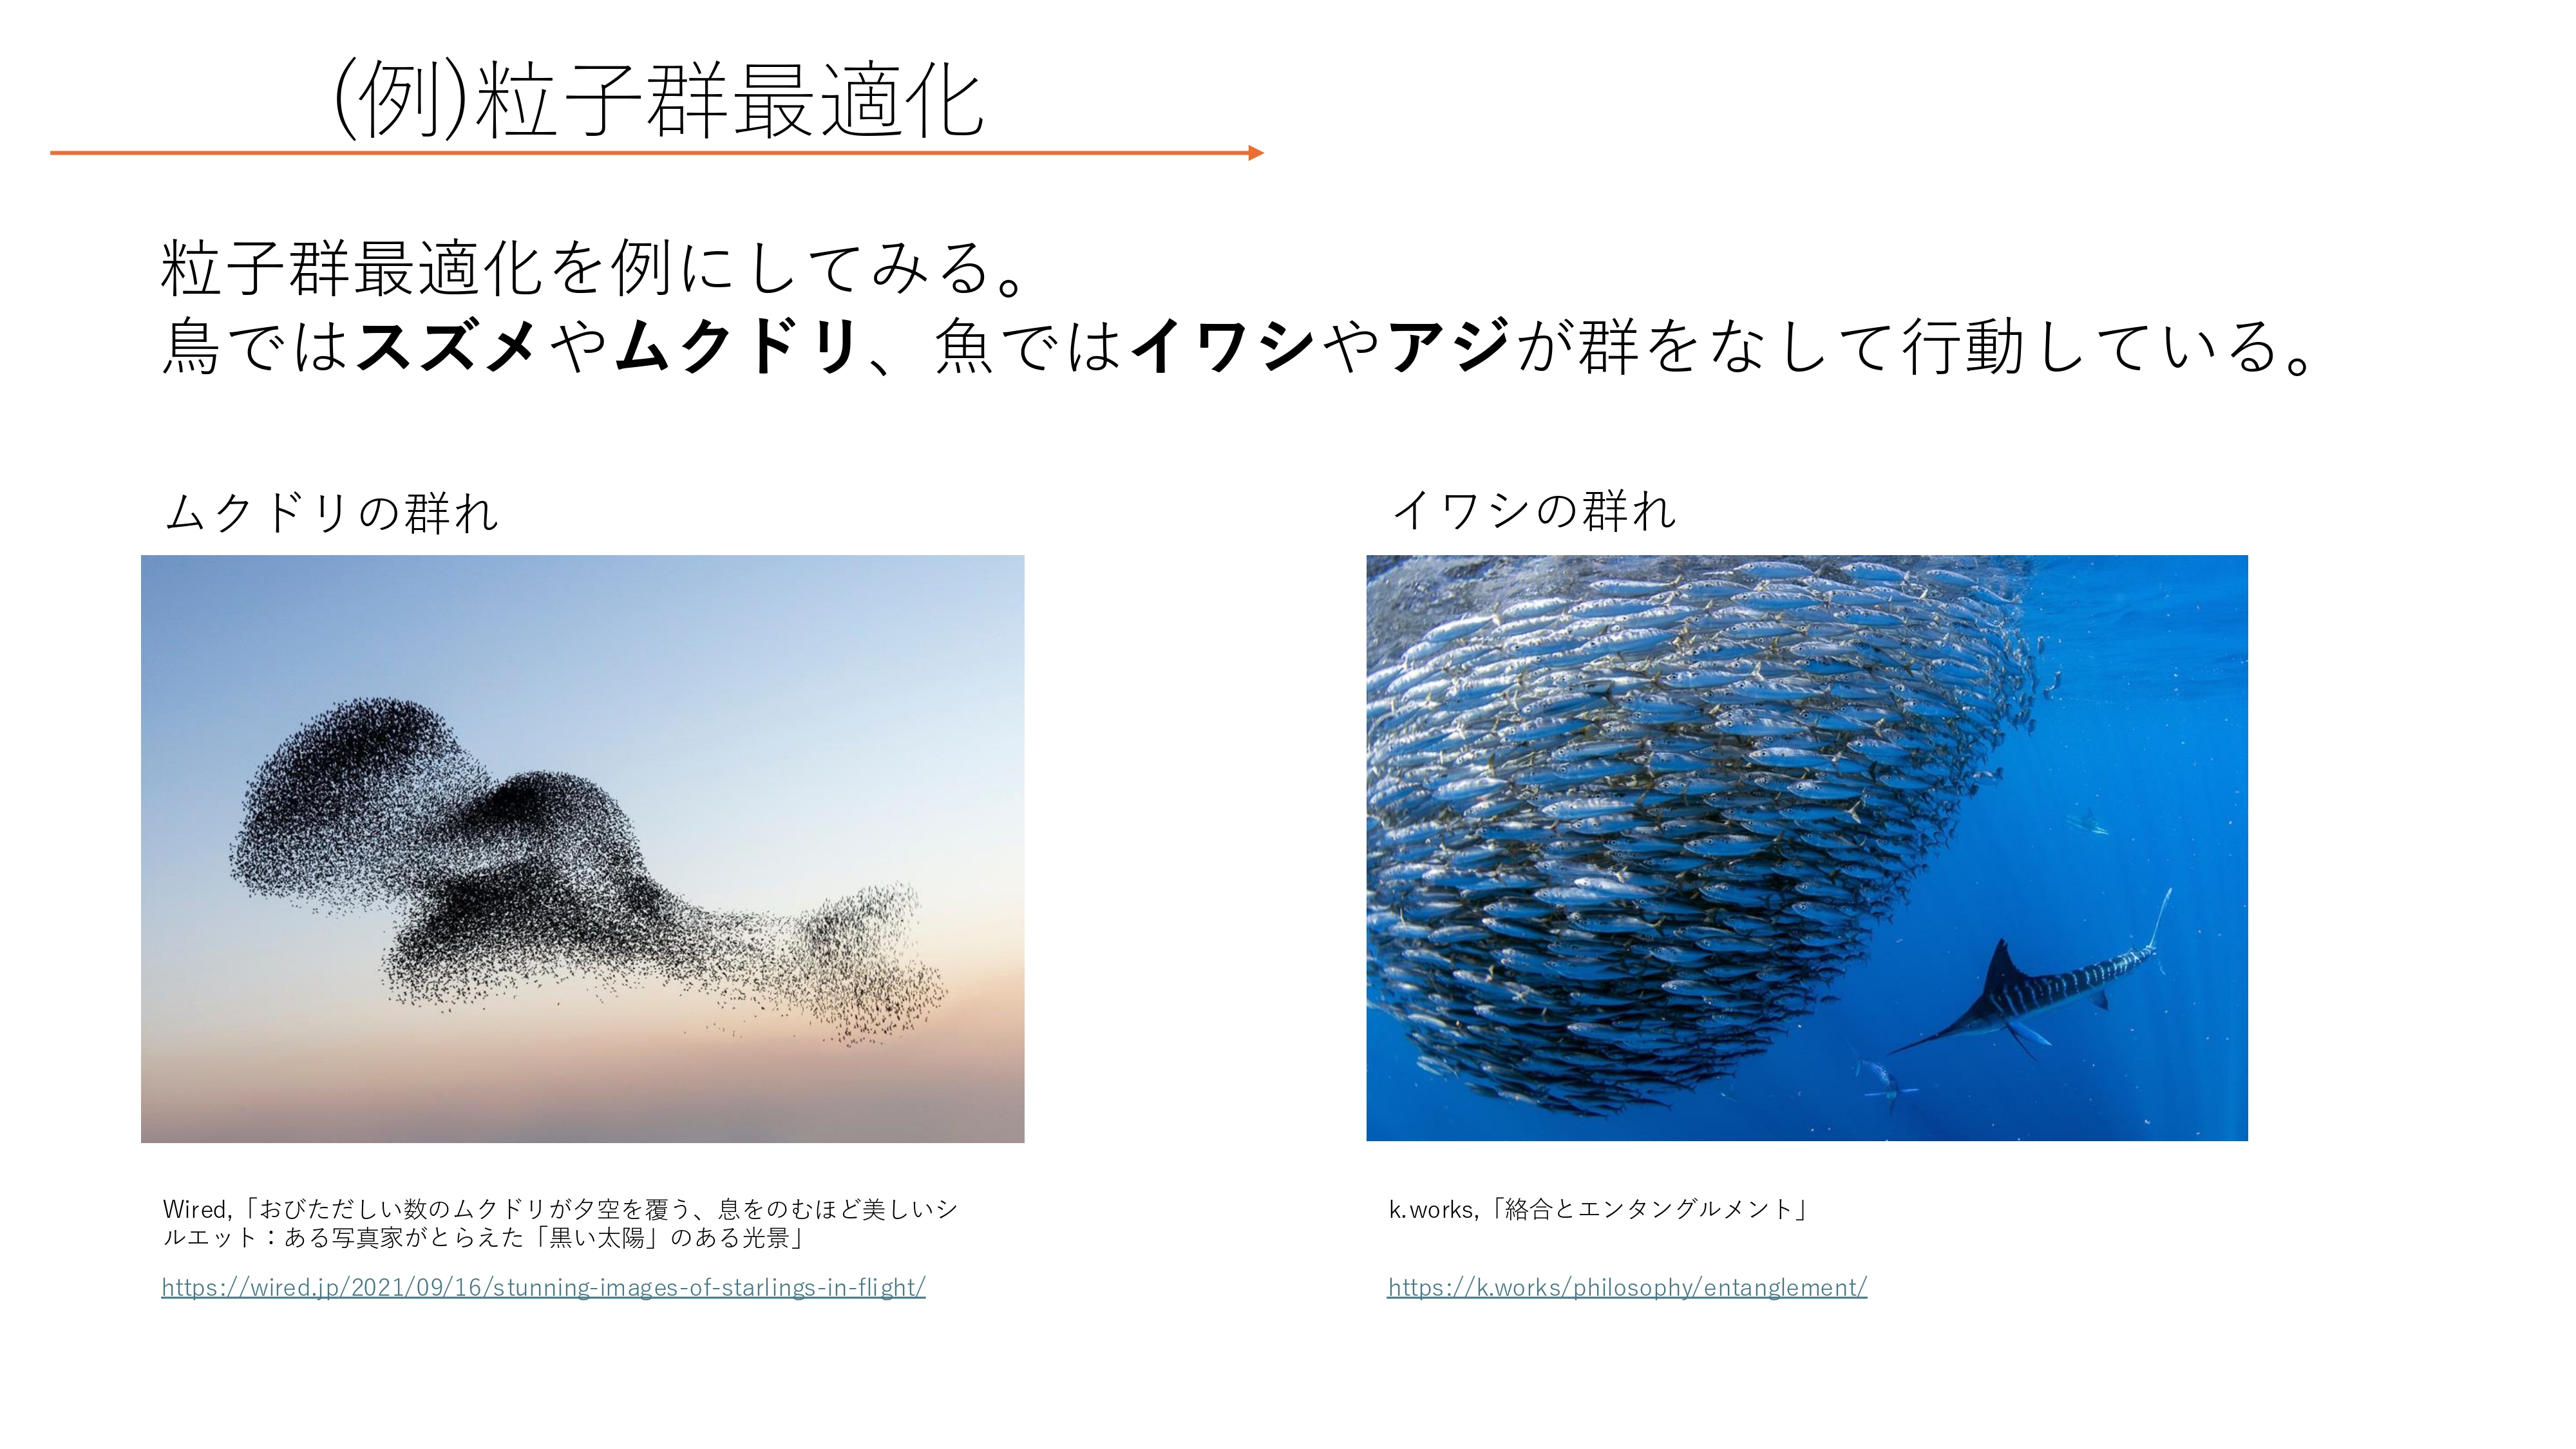 (例)粒子群最適化
粒子群最適化を例にしてみる。
鳥ではスズメやムクドリ、魚ではイワシやアジが群をなして行動している。
ムクドリの群れ
イワシの群れ
Wired,「おびただしい数のムクドリが夕空を覆う、息をのむほど美しいシ
ルエット：ある写真家がとらえた「黒い太陽」のある光景」
https://wired.jp/2021/09/16/stunning-images-of-starlings-in-flight/
k.works,「絡合とエンタングルメント」
https://k.works/philosophy/entanglement/